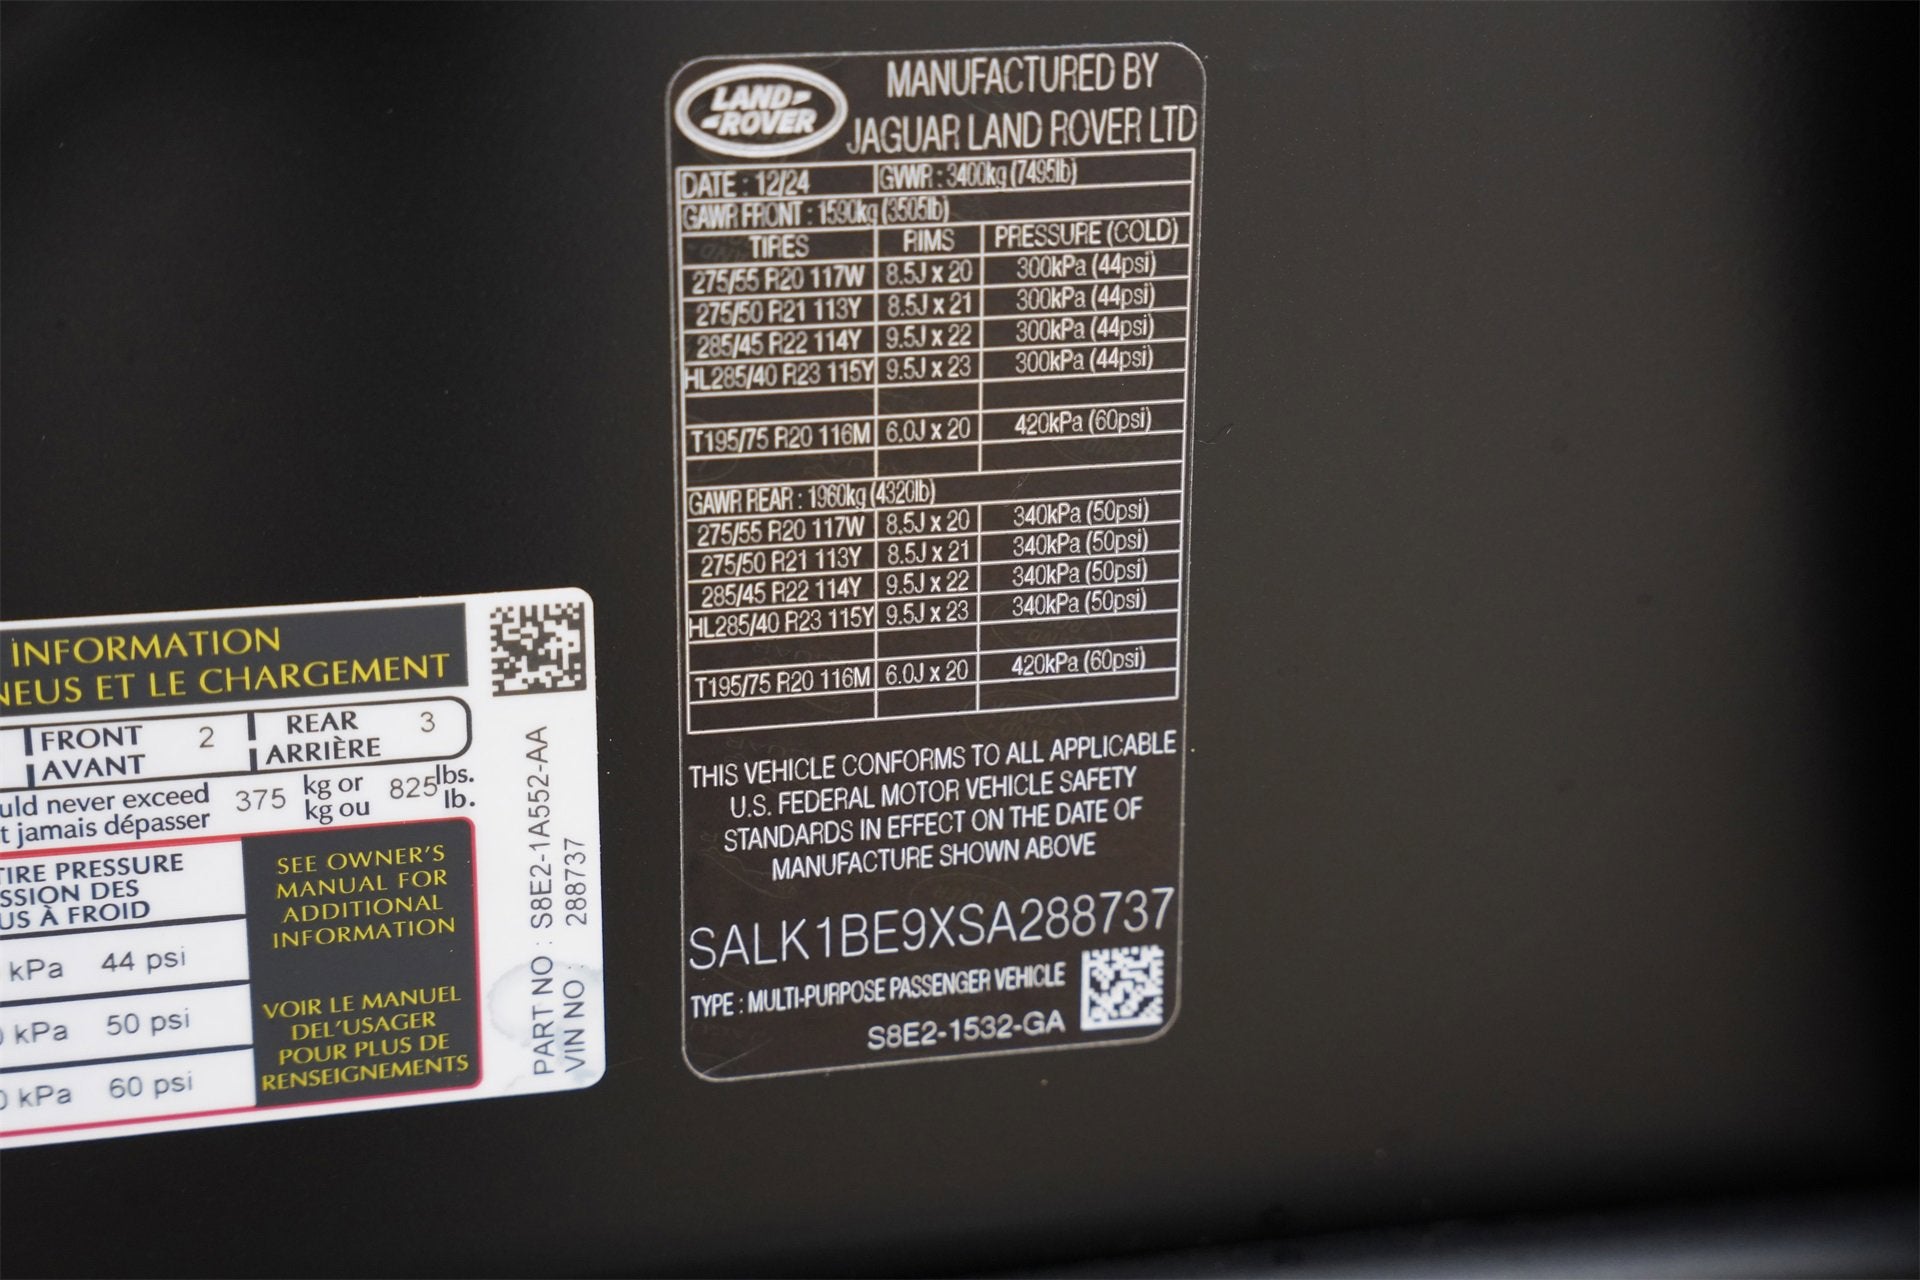 LAND-
-ROVER
MANUFACTURED BY
JAGUAR LAND ROVER LTD
DATE : 12/24 GVWR : 3400kg (7495lb)
GAWR FRONT : 1590kg (3505lb)
TIRES RIMS PRESSURE (COLD)
275/55 R20 117W 8.5J x 20 300kPa (44psi)
275/50 R21 113Y 8.5J x 21 300kPa (44psi)
285/45 R22 114Y 9.5J x 22 300kPa (44psi)
HL285/40 R23 115Y 9.5J x 23 300kPa (44psi)
T195/75 R20 116M 6.0J x 20 420kPa (60psi)
GAWR REAR : 1960kg (4320lb)
275/55 R20 117W 8.5J x 20 340kPa (50psi)
275/50 R21 113Y 8.5J x 21 340kPa (50psi)
285/45 R22 114Y 9.5J x 22 340kPa (50psi)
HL285/40 R23 115Y 9.5J x 23 340kPa (50psi)
T195/75 R20 116M 6.0J x 20 420kPa (60psi)
THIS VEHICLE CONFORMS TO ALL APPLICABLE
U.S. FEDERAL MOTOR VEHICLE SAFETY
STANDARDS IN EFFECT ON THE DATE OF
MANUFACTURE SHOWN ABOVE
SALK1BE9XSA288737
TYPE : MULTI-PURPOSE PASSENGER VEHICLE
S8E2-1532-GA
INFORMATION
NEUS ET LE CHARGEMENT
FRONT 2 REAR 3
AVANT ARRIÈRE
uld never exceed 375 kg or 825 lbs.
t jamais dépasser kg ou lb.
TIRE PRESSURE
SSION DES
US À FROID
kPa 44 psi
0 kPa 50 psi
0 kPa 60 psi
SEE OWNER'S
MANUAL FOR
ADDITIONAL
INFORMATION
VOIR LE MANUEL
DEL'USAGER
POUR PLUS DE
RENSEIGNEMENTS
PART NO : S8E2-1A552-AA
VIN NO : 288737